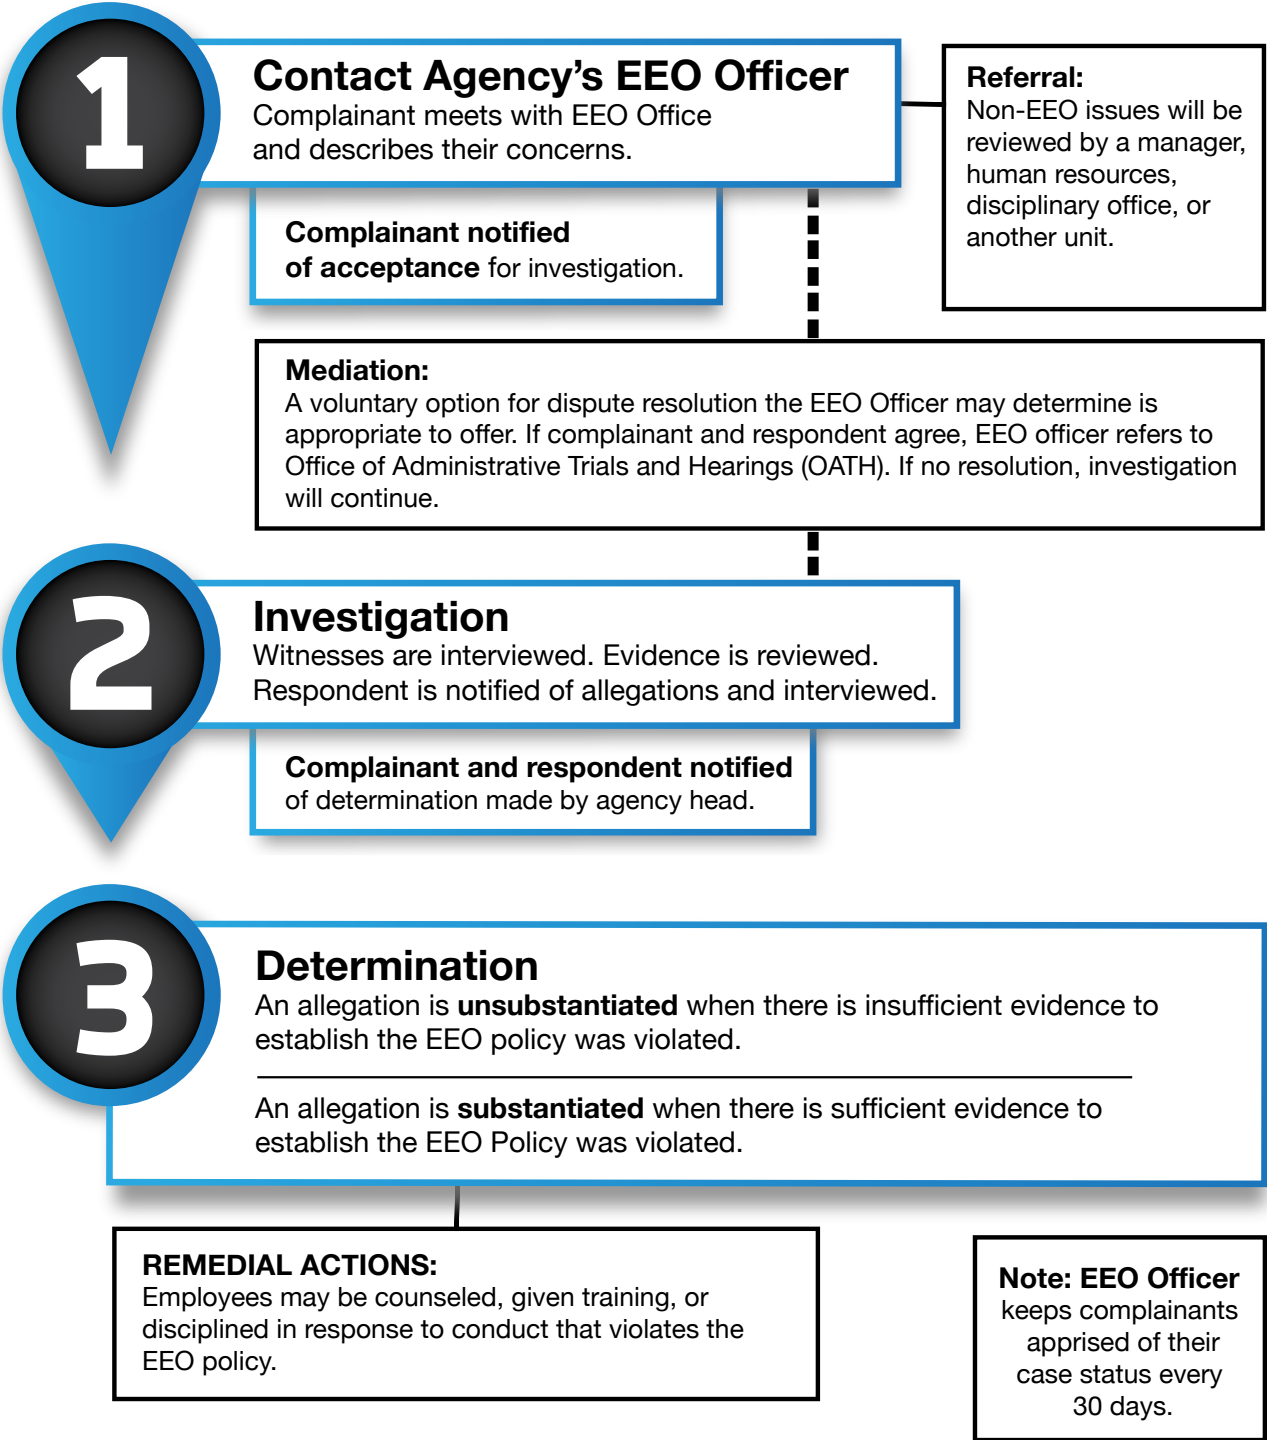 1
Contact Agency’s EEO Officer
Complainant meets with EEO Office
and describes their concerns.
Referral:
Non-EEO issues will be
reviewed by a manager,
human resources,
disciplinary office, or
another unit.
Complainant notified
of acceptance for investigation.
Mediation:
A voluntary option for dispute resolution the EEO Officer may determine is
appropriate to offer. If complainant and respondent agree, EEO officer refers to
Office of Administrative Trials and Hearings (OATH). If no resolution, investigation
will continue.
2
Investigation
Witnesses are interviewed. Evidence is reviewed.
Respondent is notified of allegations and interviewed.
Complainant and respondent notified
of determination made by agency head.
3
Determination
An allegation is unsubstantiated when there is insufficient evidence to
establish the EEO policy was violated.
An allegation is substantiated when there is sufficient evidence to
establish the EEO Policy was violated.
REMEDIAL ACTIONS:
Employees may be counseled, given training, or
disciplined in response to conduct that violates the
EEO policy.
Note: EEO Officer
keeps complainants
apprised of their
case status every
30 days.